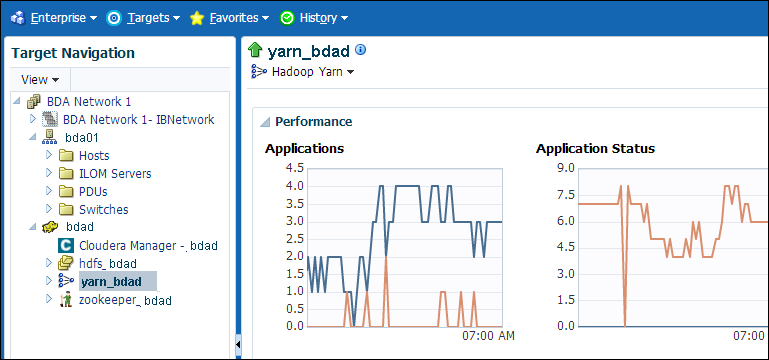 Enterprise Targets Favorites History
Target Navigation
View
BDA Network 1
BDA Network 1- IBNetwork
bda01
Hosts
ILOM Servers
PDUs
Switches
bdad
C Cloudera Manager - bdad
hdfs_bdad
yarn_bdad
zookeeper_bdad
yarn_bdad i
Hadoop Yarn
Performance
Applications
4.5
4.0
3.5
3.0
2.5
2.0
1.5
1.0
0.5
0.0
07:00 AM
Application Status
9.0
7.5
6.0
4.5
3.0
1.5
0.0
07:00